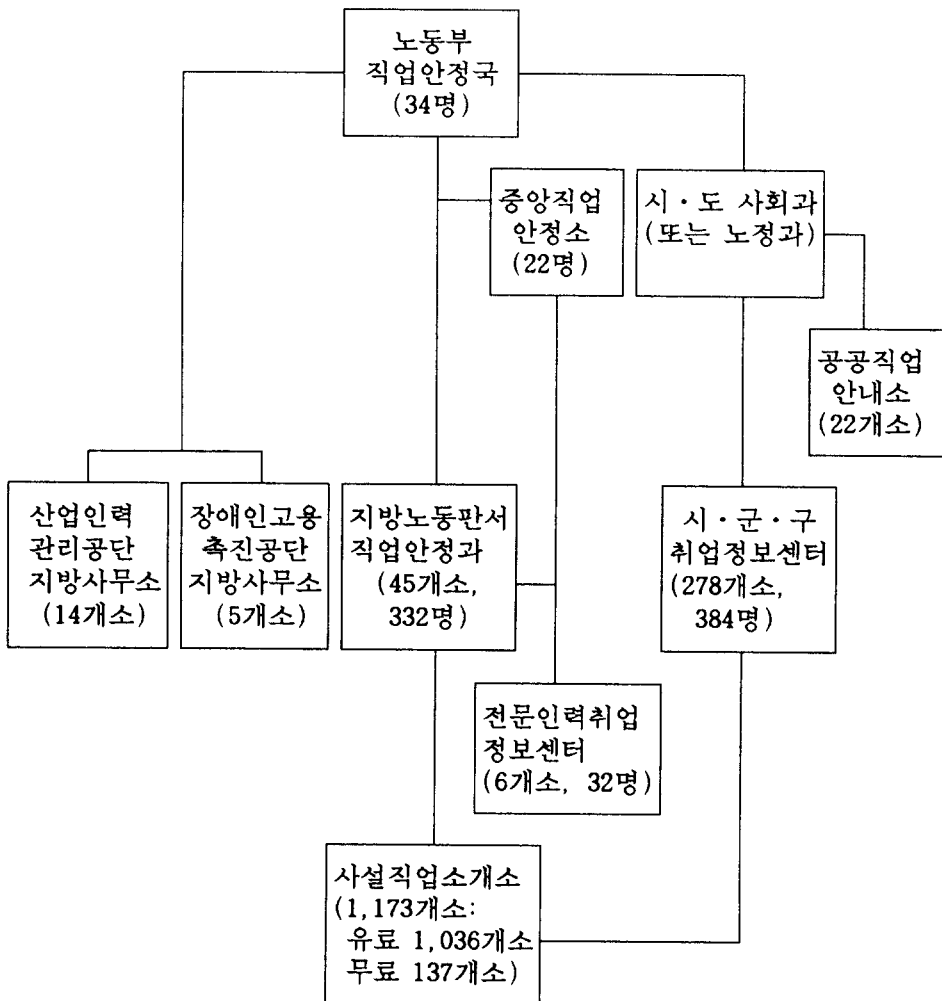 노동부
직업안정국
(34명)
중앙직업
안정소
(22명)
시·도 사회과
(또는 노정과)
공공직업
안내소
(22개소)
산업인력
관리공단
지방사무소
(14개소)
장애인고용
촉진공단
지방사무소
(5개소)
지방노동판서
직업안정과
(45개소,
332명)
시·군·구
취업정보센터
(278개소,
384명)
전문인력취업
정보센터
(6개소, 32명)
사설직업소개소
(1,173개소:
유료 1,036개소
무료 137개소)